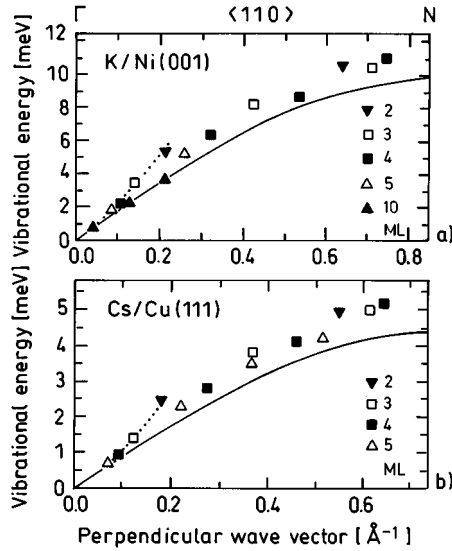 Γ ⟨110⟩ N
Vibrational energy [meV]
12
10
8
6
4
2
0
K/Ni(001)
2
3
4
5
10
ML
a)
0 0.2 0.4 0.6 0.8
Vibrational energy [meV]
5
4
3
2
1
0
Cs/Cu(111)
2
3
4
5
ML
b)
0.0 0.2 0.4 0.6
Perpendicular wave vector [Å⁻¹]